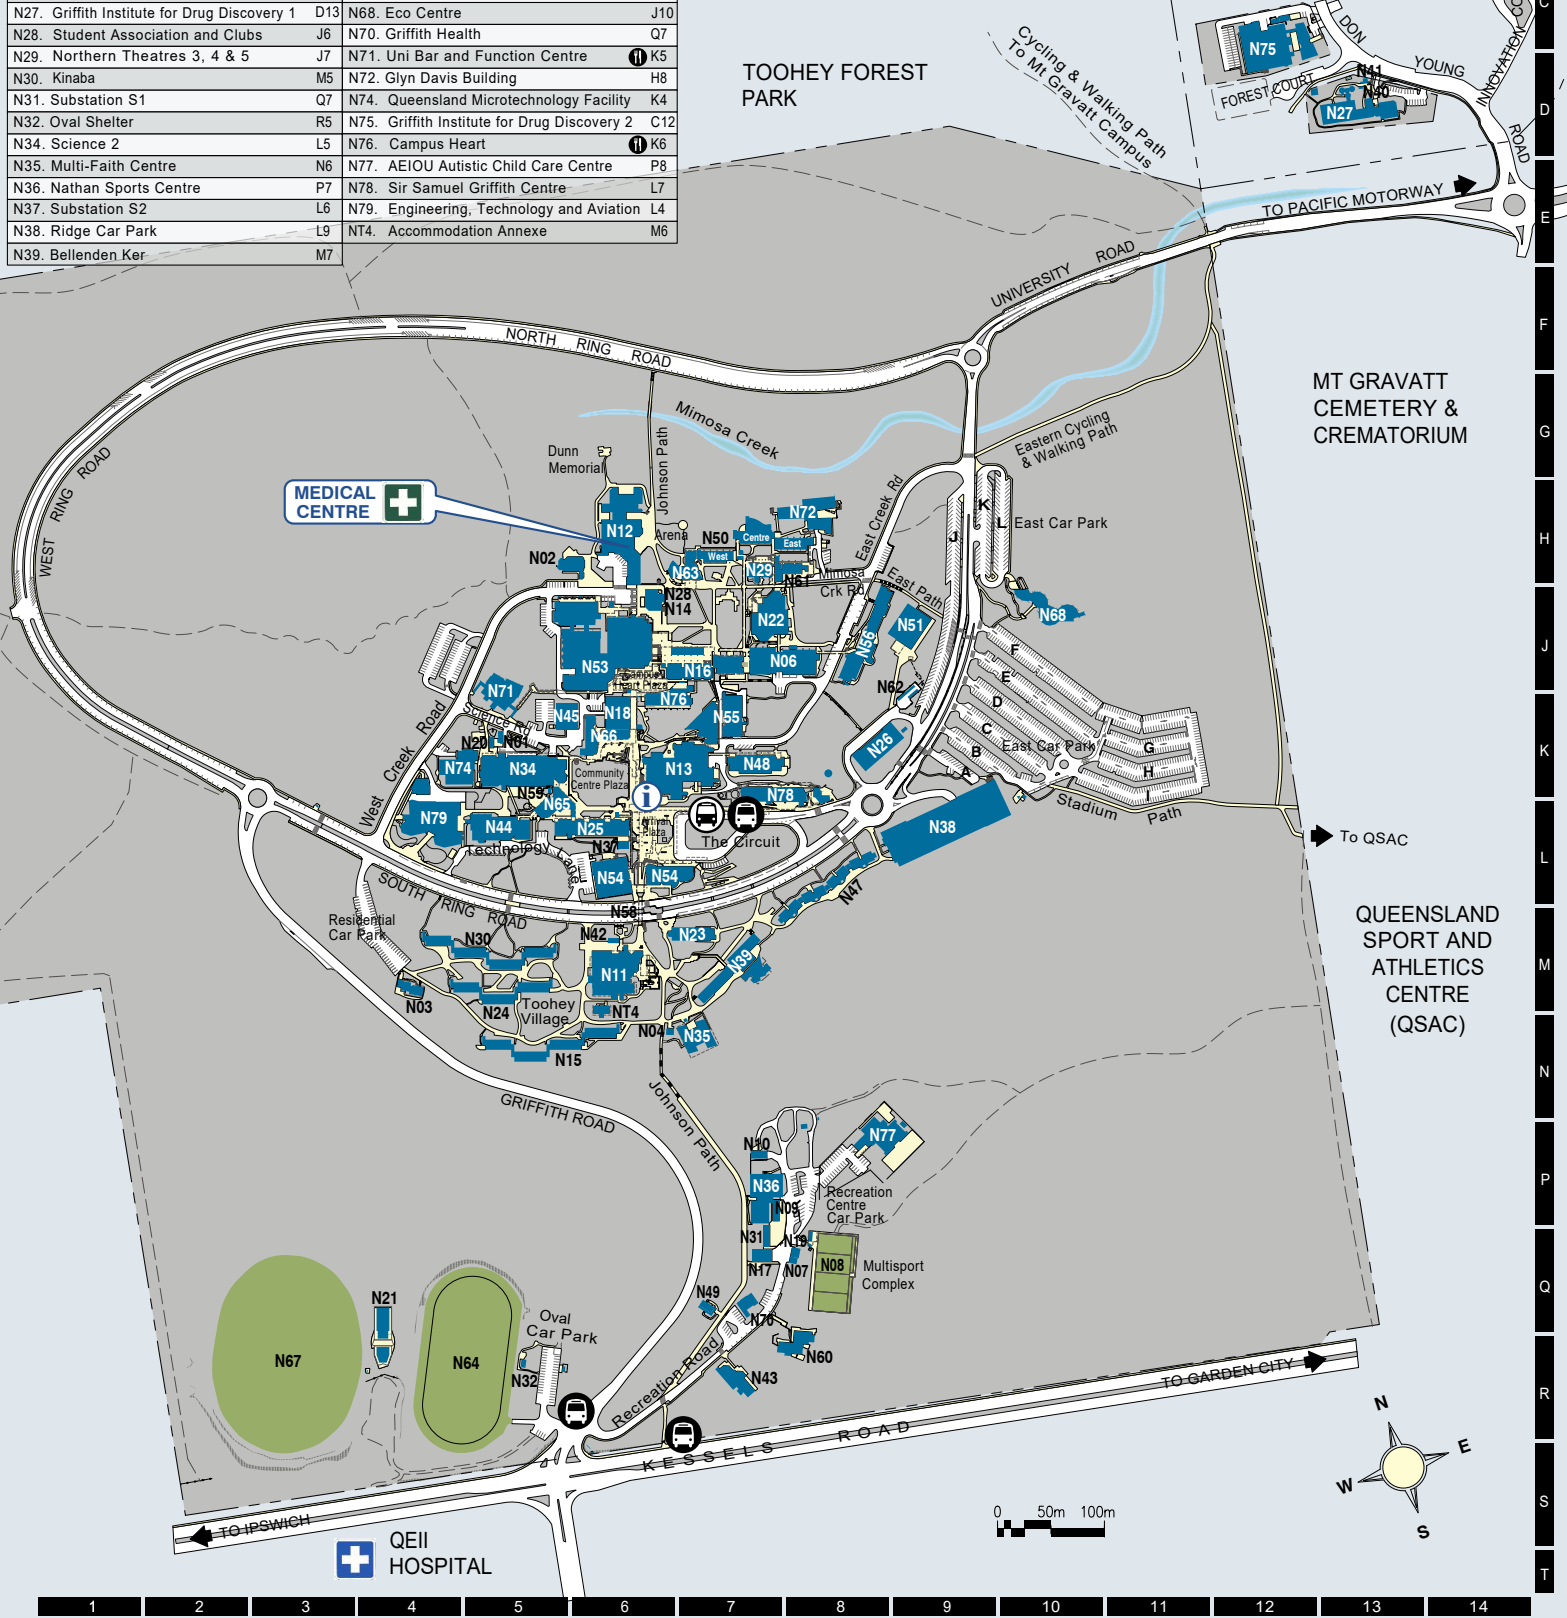 N27. Griffith Institute for Drug Discovery 1 D13
N28. Student Association and Clubs J6
N29. Northern Theatres 3, 4 & 5 J7
N30. Kinaba M5
N31. Substation S1 Q7
N32. Oval Shelter R5
N34. Science 2 L5
N35. Multi-Faith Centre N6
N36. Nathan Sports Centre P7
N37. Substation S2 L6
N38. Ridge Car Park L9
N39. Bellenden Ker M7
N68. Eco Centre J10
N70. Griffith Health Q7
N71. Uni Bar and Function Centre K5
N72. Glyn Davis Building H8
N74. Queensland Microtechnology Facility K4
N75. Griffith Institute for Drug Discovery 2 C12
N76. Campus Heart K6
N77. AEIOU Autistic Child Care Centre P8
N78. Sir Samuel Griffith Centre L7
N79. Engineering, Technology and Aviation L4
NT4. Accommodation Annexe M6
TOOHEY FOREST
PARK
Cycling & Walking Path
To Mt Gravatt Campus
N75
DON
YOUNG
ROAD
INNOVATION
CO
FOREST COURT
N41
N40
N27
TO PACIFIC MOTORWAY
UNIVERSITY ROAD
NORTH RING ROAD
WEST RING ROAD
MT GRAVATT
CEMETERY &
CREMATORIUM
Mimosa Creek
Johnson Path
Eastern Cycling
& Walking Path
Dunn
Memorial
MEDICAL
CENTRE
N12
N02
Arena
N50
Centre
East
West
N72
N63
N29
N61
N28
N14
East Creek Rd
Mimosa
Crk Rd
East Path
J
K
L
East Car Park
N68
N22
N56
N51
N53
N16
N06
Campus
Heart Plaza
N62
N71
Science Rd
N45
N18
N76
N55
N66
N20
N61
N74
N34
Community
Centre Plaza
N13
N48
N26
N59
N65
N78
N79
N44
N25
Arrival
Plaza
The Circuit
N38
Technology Lane
N37
N54
N54
West Creek Road
F
E
D
C
B
A
East Car Park
G
H
I
Stadium Path
To QSAC
QUEENSLAND
SPORT AND
ATHLETICS
CENTRE
(QSAC)
SOUTH RING ROAD
N58
N47
Residential
Car Park
N30
N42
N23
N39
N11
N03
N24
Toohey
Village
NT4
N04
N35
N15
GRIFFITH ROAD
Johnson Path
N10
N77
N36
N09
Recreation
Centre
Car Park
N31
N19
N17
N07
N08
Multisport
Complex
N49
N70
N60
N43
N21
Oval
Car Park
N67
N64
N32
Recreation Road
KESSELS ROAD
TO GARDEN CITY
TO IPSWICH
QEII
HOSPITAL
0 50m 100m
N
E
S
W
C
D
E
F
G
H
J
K
L
M
N
P
Q
R
S
T
1 2 3 4 5 6 7 8 9 10 11 12 13 14